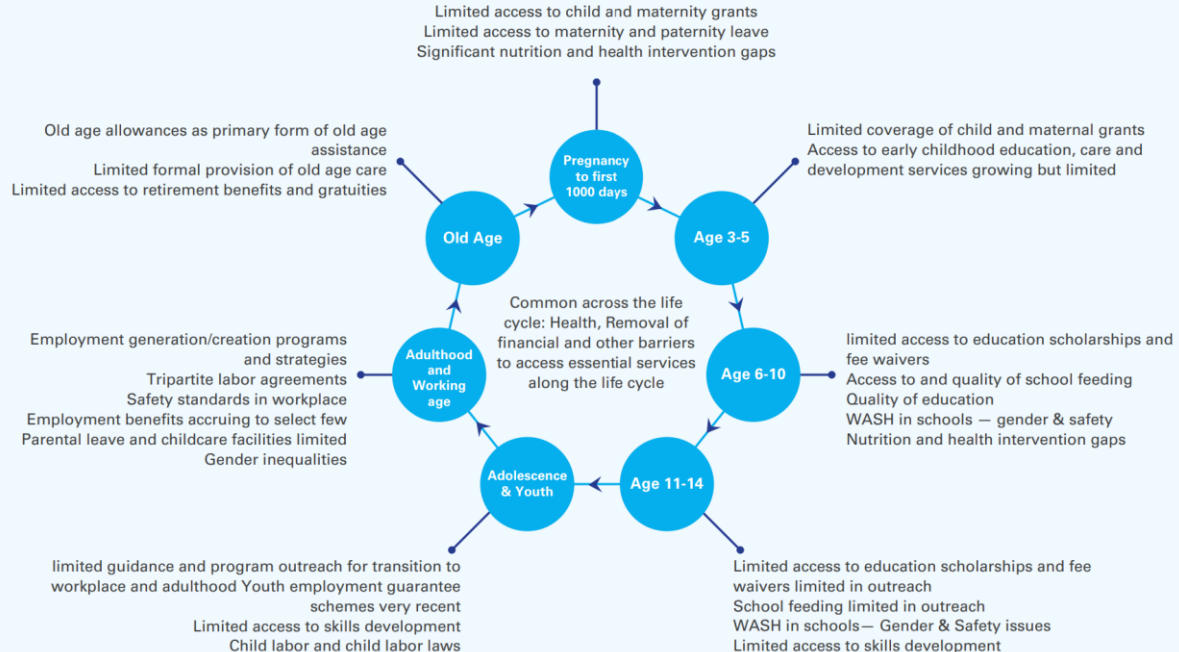 Limited access to child and maternity grants
Limited access to maternity and paternity leave
Significant nutrition and health intervention gaps
Pregnancy
to first
1000 days
Limited coverage of child and maternal grants
Access to early childhood education, care and
development services growing but limited
Age 3-5
limited access to education scholarships and
fee waivers
Access to and quality of school feeding
Quality of education
WASH in schools — gender & safety
Nutrition and health intervention gaps
Age 6-10
Limited access to education scholarships and fee
waivers limited in outreach
School feeding limited in outreach
WASH in schools— Gender & Safety issues
Limited access to skills development
Age 11-14
limited guidance and program outreach for transition to
workplace and adulthood Youth employment guarantee
schemes very recent
Limited access to skills development
Child labor and child labor laws
Adolescence
& Youth
Employment generation/creation programs
and strategies
Tripartite labor agreements
Safety standards in workplace
Employment benefits accruing to select few
Parental leave and childcare facilities limited
Gender inequalities
Adulthood
and
Working
age
Old age allowances as primary form of old age
assistance
Limited formal provision of old age care
Limited access to retirement benefits and gratuities
Old Age
Common across the life
cycle: Health, Removal of
financial and other barriers
to access essential services
along the life cycle